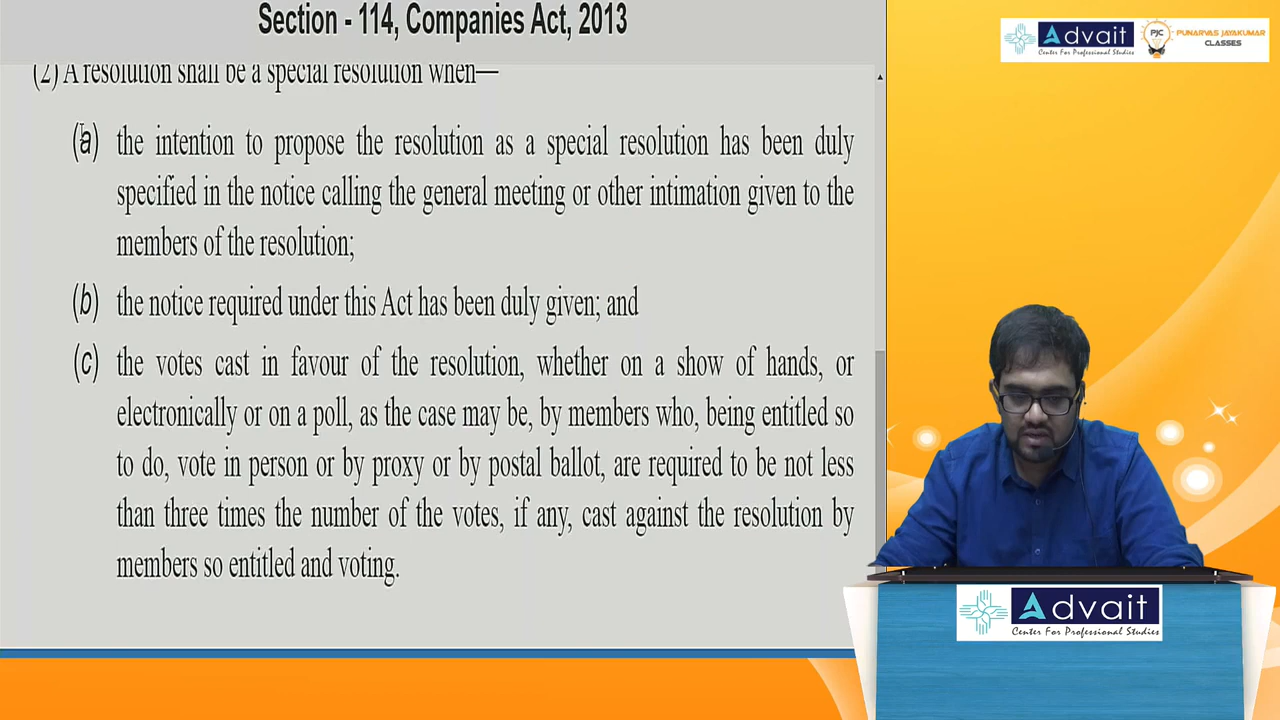 Section - 114, Companies Act, 2013
(2) A resolution shall be a special resolution when—
(a) the intention to propose the resolution as a special resolution has been duly
specified in the notice calling the general meeting or other intimation given to the
members of the resolution;
(b) the notice required under this Act has been duly given; and
(c) the votes cast in favour of the resolution, whether on a show of hands, or
electronically or on a poll, as the case may be, by members who, being entitled so
to do, vote in person or by proxy or by postal ballot, are required to be not less
than three times the number of the votes, if any, cast against the resolution by
members so entitled and voting.
Advait
Center For Professional Studies
PJC
PUNARVAS JAYAKUMAR
CLASSES
Advait
Center For Professional Studies